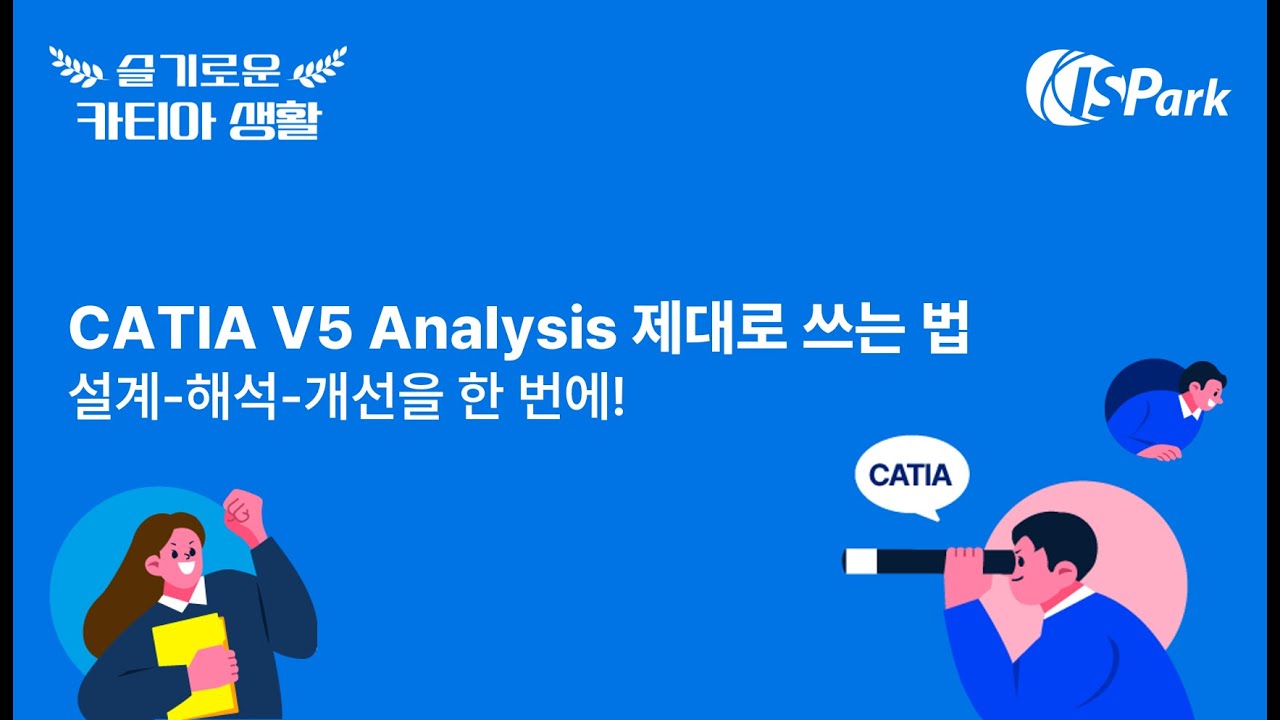 슬기로운
카티아 생활
ISPark
CATIA V5 Analysis 제대로 쓰는 법
설계-해석-개선을 한 번에!
CATIA